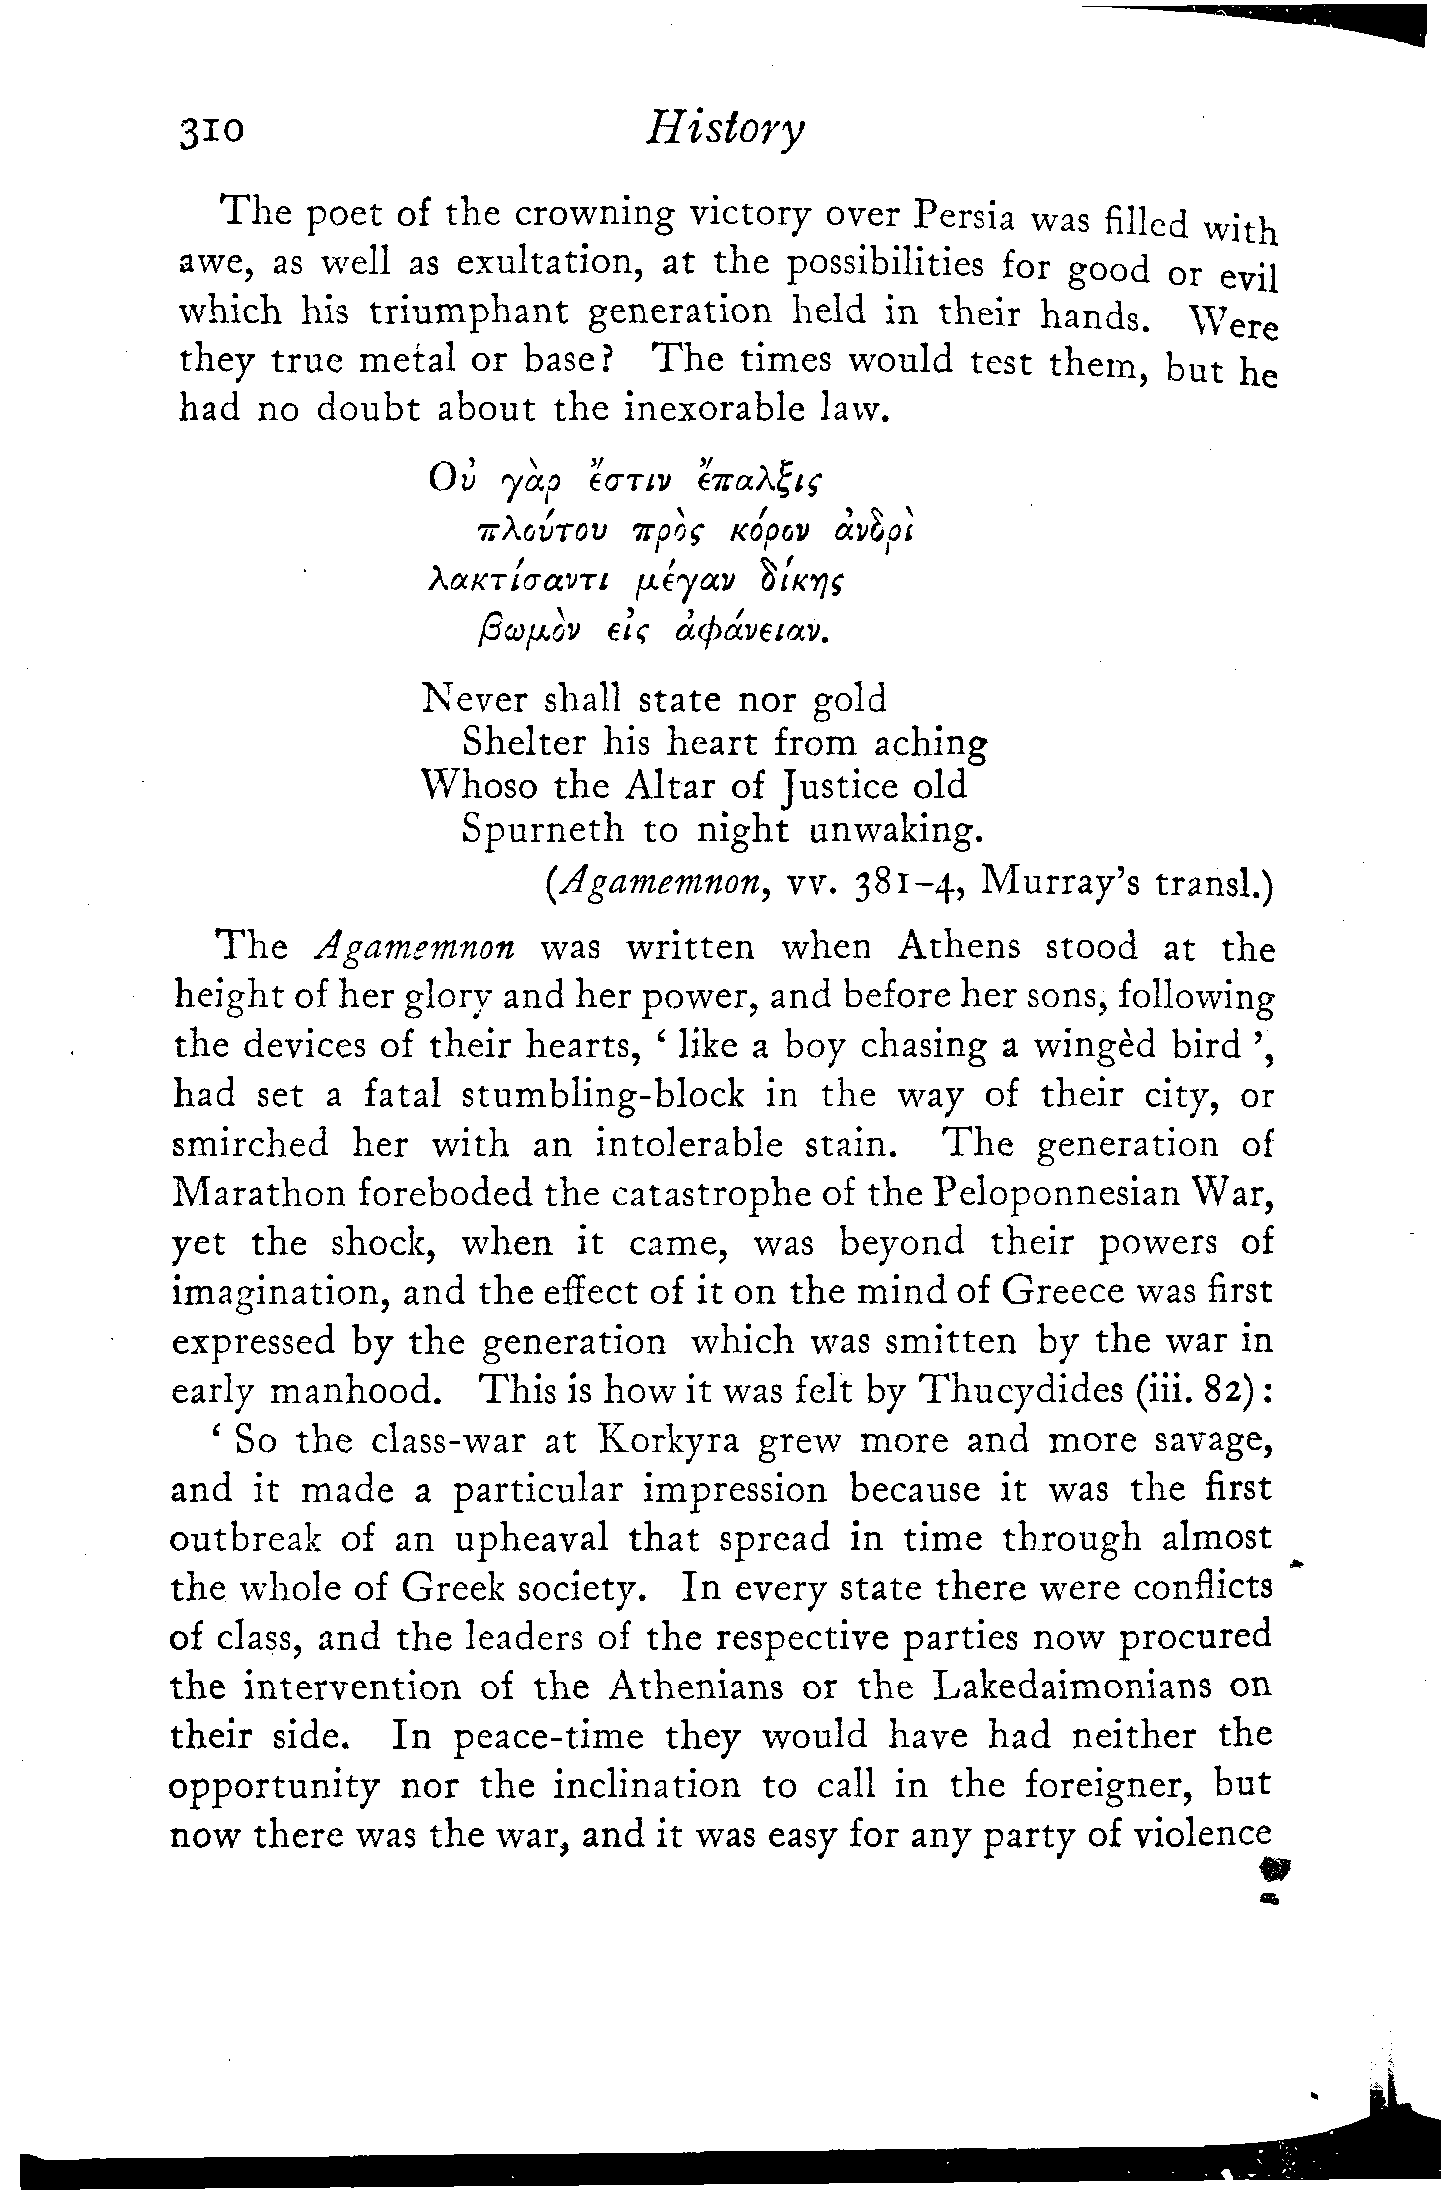 310 History
The poet of the crowning victory over Persia was filled with
awe, as well as exultation, at the possibilities for good or evil
which his triumphant generation held in their hands. Were
they true metal or base? The times would test them, but he
had no doubt about the inexorable law.
Οὐ γὰρ ἔστιν ἔπαλξις
πλούτου πρὸς κόρον ἀνδρὶ
λακτίσαντι μέγαν δίκης
βωμὸν εἰς ἀφάνειαν.
Never shall state nor gold
Shelter his heart from aching
Whoso the Altar of Justice old
Spurneth to night unwaking.
(Agamemnon, vv. 381–4, Murray's transl.)
The Agamemnon was written when Athens stood at the
height of her glory and her power, and before her sons, following
the devices of their hearts, ‘ like a boy chasing a wingèd bird ’,
had set a fatal stumbling-block in the way of their city, or
smirched her with an intolerable stain. The generation of
Marathon foreboded the catastrophe of the Peloponnesian War,
yet the shock, when it came, was beyond their powers of
imagination, and the effect of it on the mind of Greece was first
expressed by the generation which was smitten by the war in
early manhood. This is how it was felt by Thucydides (iii. 82) :
‘ So the class-war at Korkyra grew more and more savage,
and it made a particular impression because it was the first
outbreak of an upheaval that spread in time through almost
the whole of Greek society. In every state there were conflicts
of class, and the leaders of the respective parties now procured
the intervention of the Athenians or the Lakedaimonians on
their side. In peace-time they would have had neither the
opportunity nor the inclination to call in the foreigner, but
now there was the war, and it was easy for any party of violence